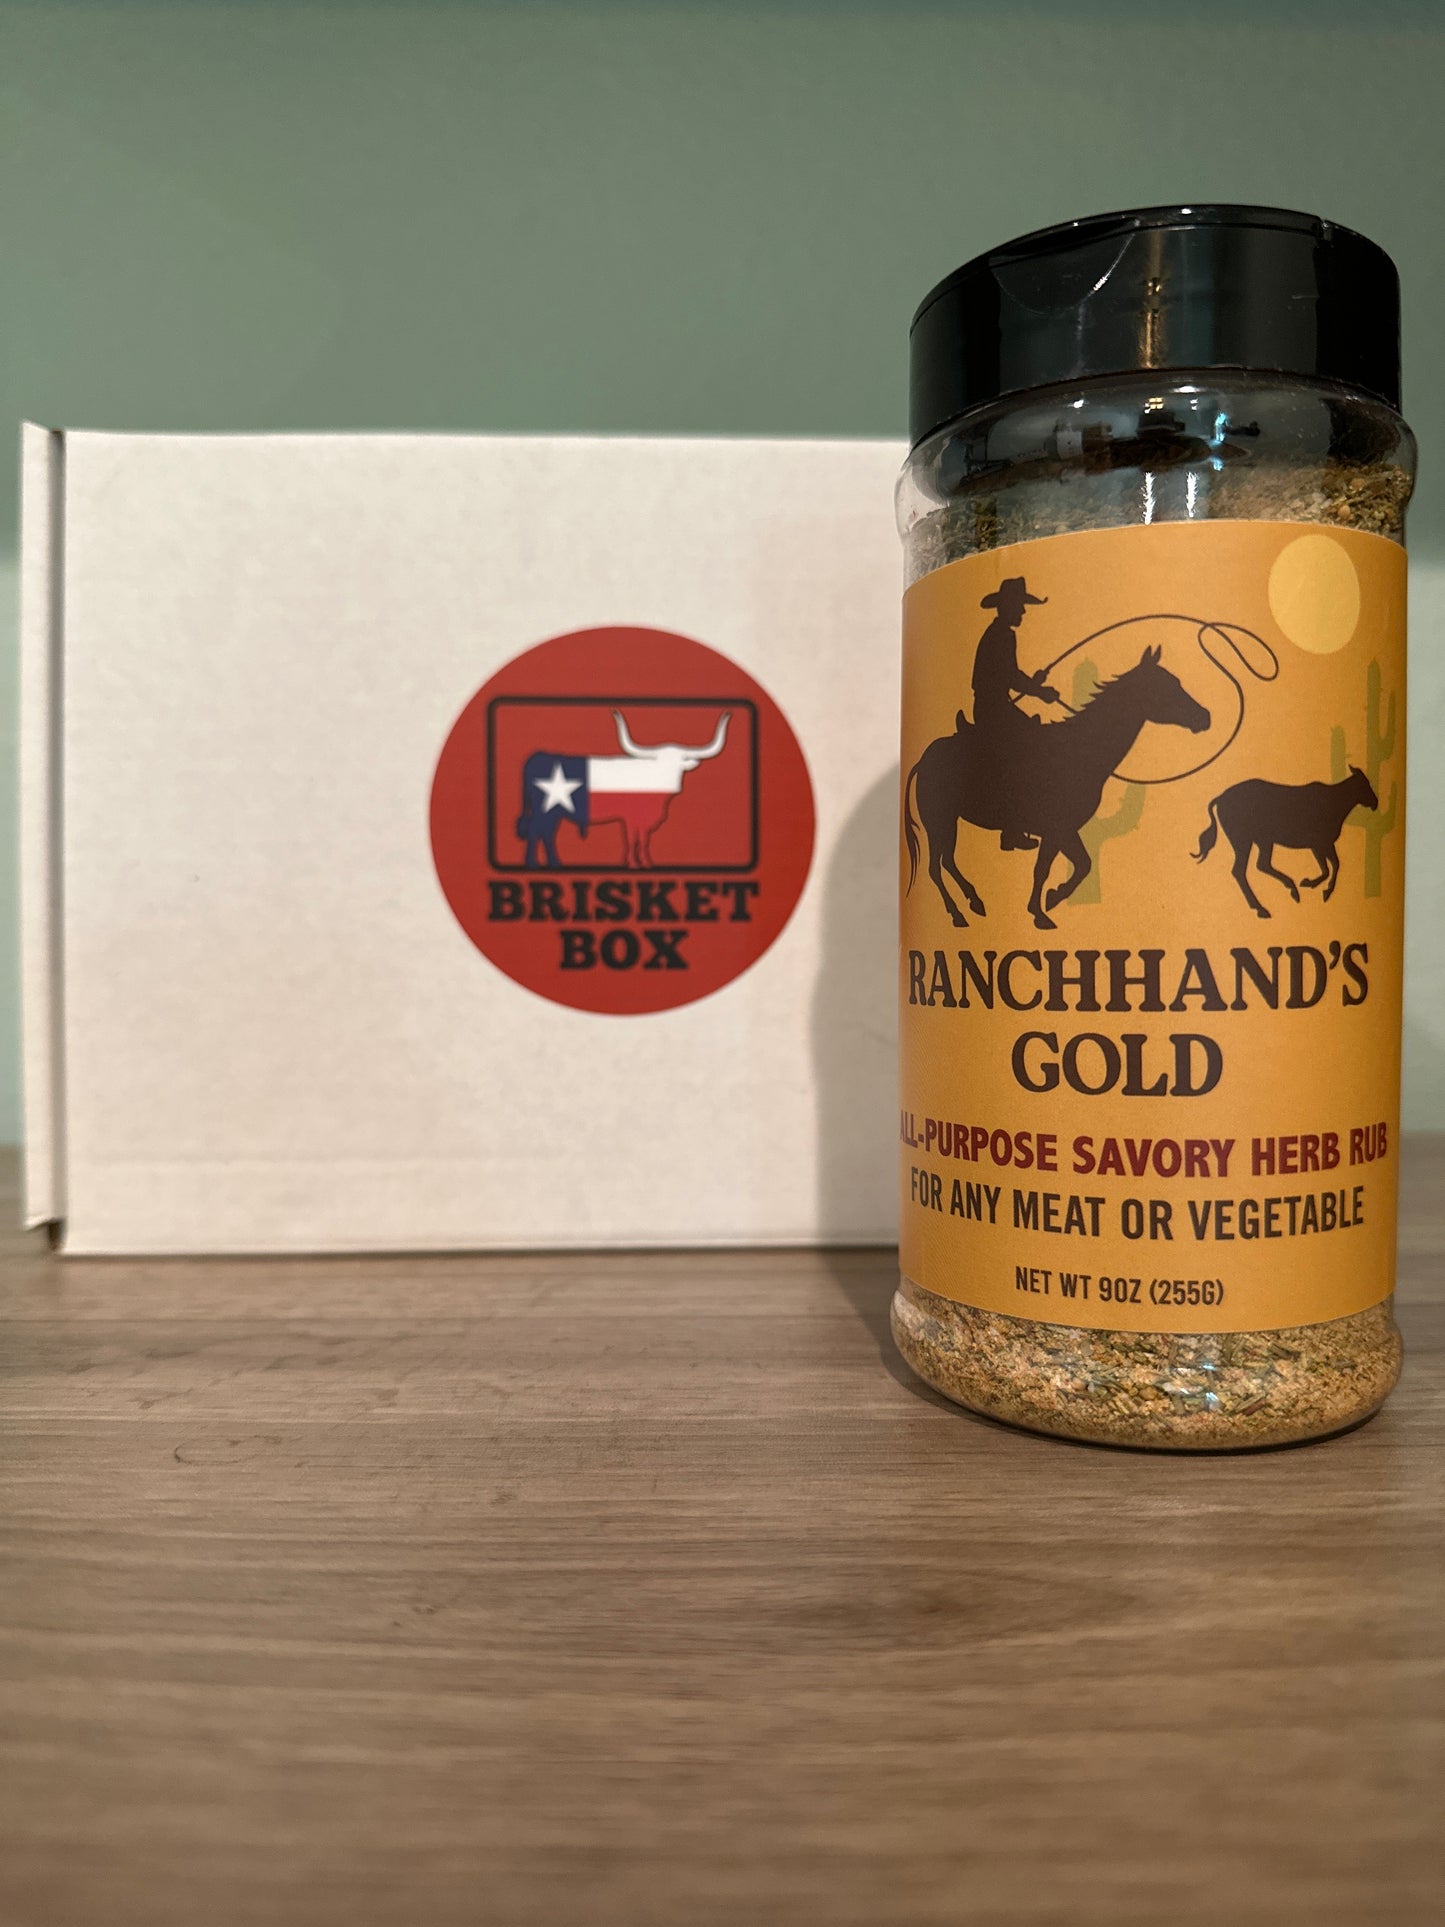 BRISKET
BOX
RANCHHAND'S
GOLD
ALL-PURPOSE SAVORY HERB RUB
FOR ANY MEAT OR VEGETABLE
NET WT 9OZ (255G)